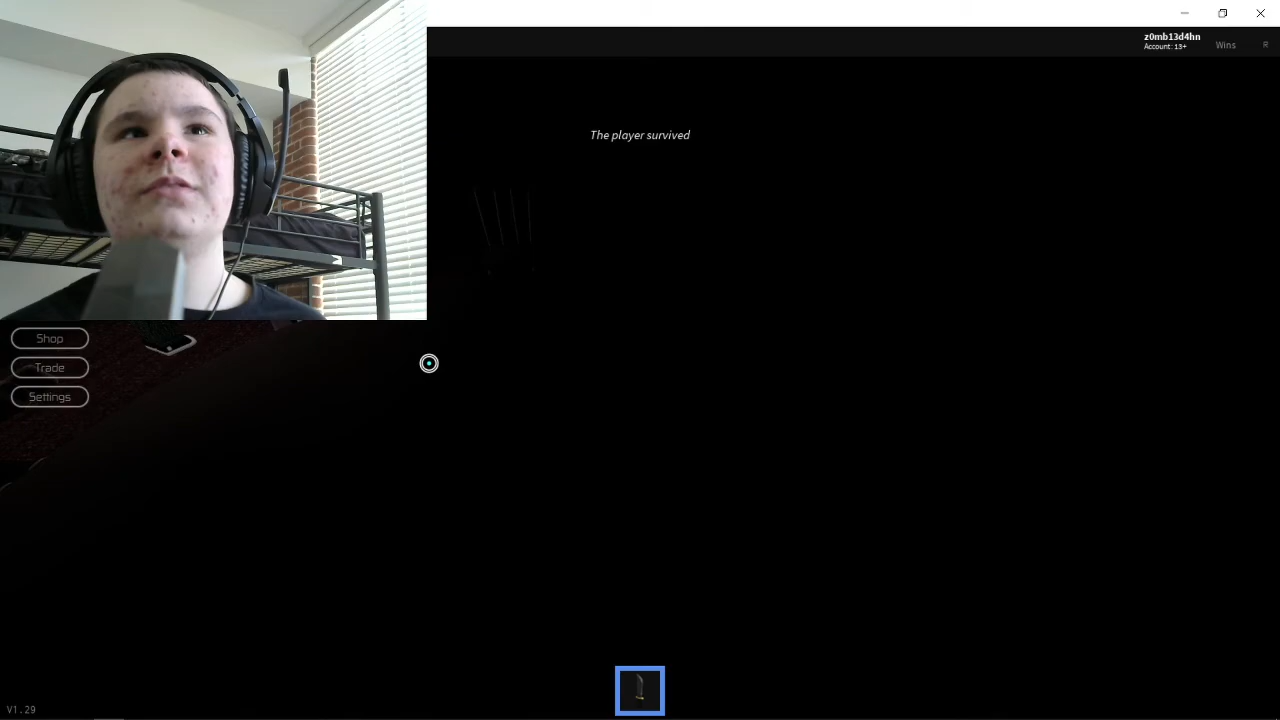 z0mb13d4hn
Account: 13+
Wins
R
The player survived
Shop
Trade
Settings
V1.29